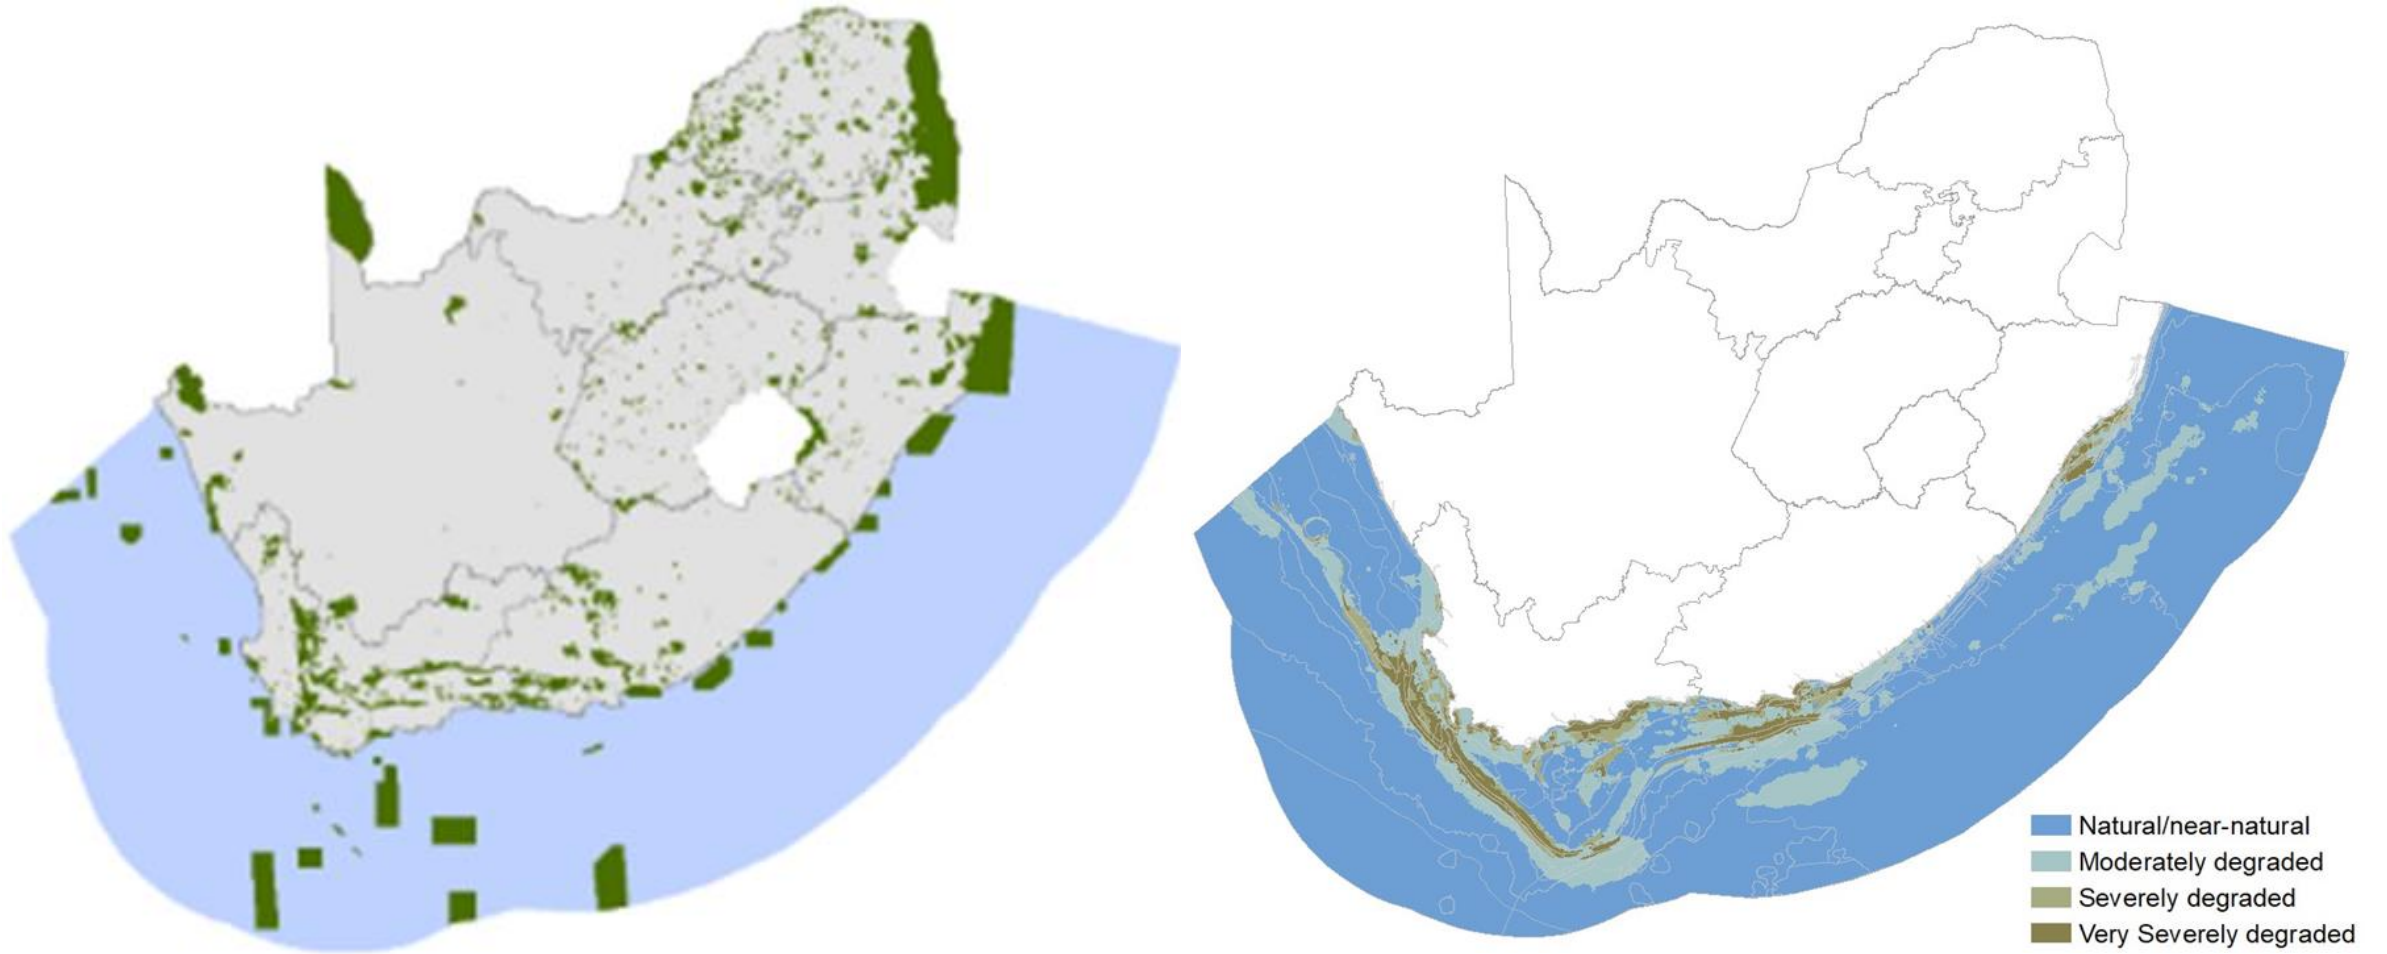 Natural/near-natural
Moderately degraded
Severely degraded
Very Severely degraded